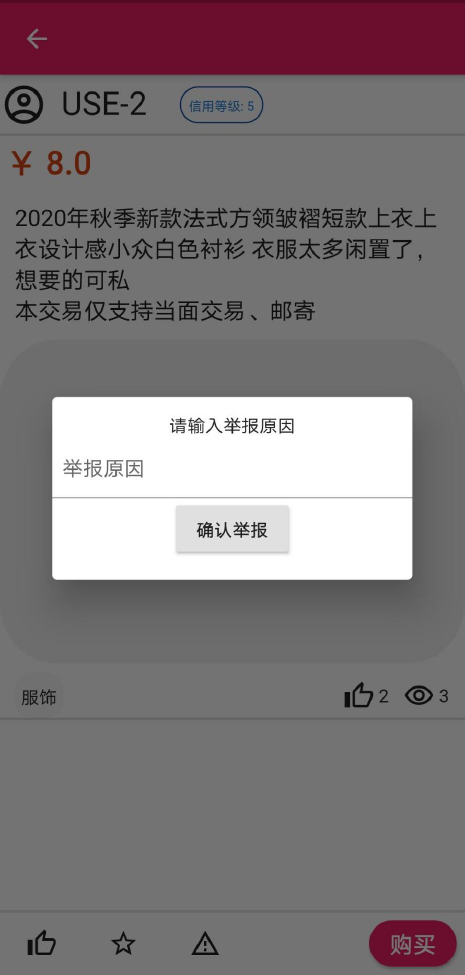 USE-2
信用等级: 5
￥ 8.0
2020年秋季新款法式方领皱褶短款上衣上
衣设计感小众白色衬衫 衣服太多闲置了，
想要的可私
本交易仅支持当面交易、邮寄
请输入举报原因
举报原因
确认举报
服饰
2
3
购买